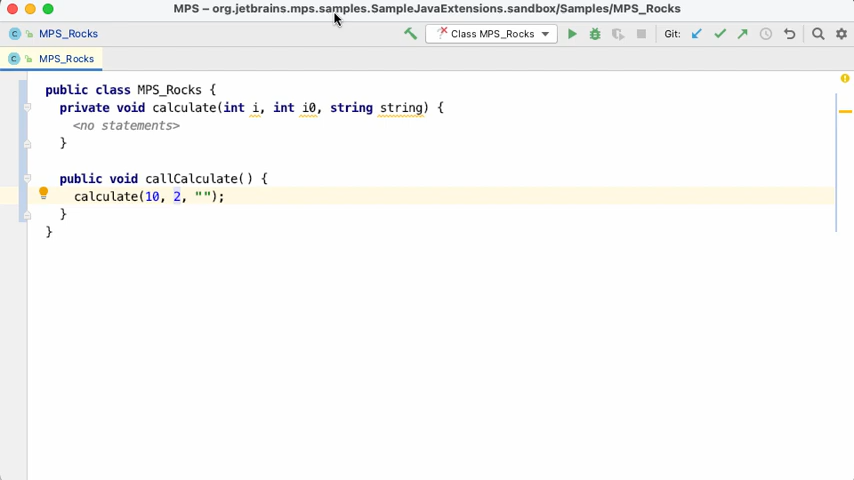 MPS – org.jetbrains.mps.samples.SampleJavaExtensions.sandbox/Samples/MPS_Rocks
C MPS_Rocks Class MPS_Rocks Git:
C MPS_Rocks
public class MPS_Rocks {
private void calculate(int i, int i0, string string) {
<no statements>
}
public void callCalculate() {
calculate(10, 2, "");
}
}